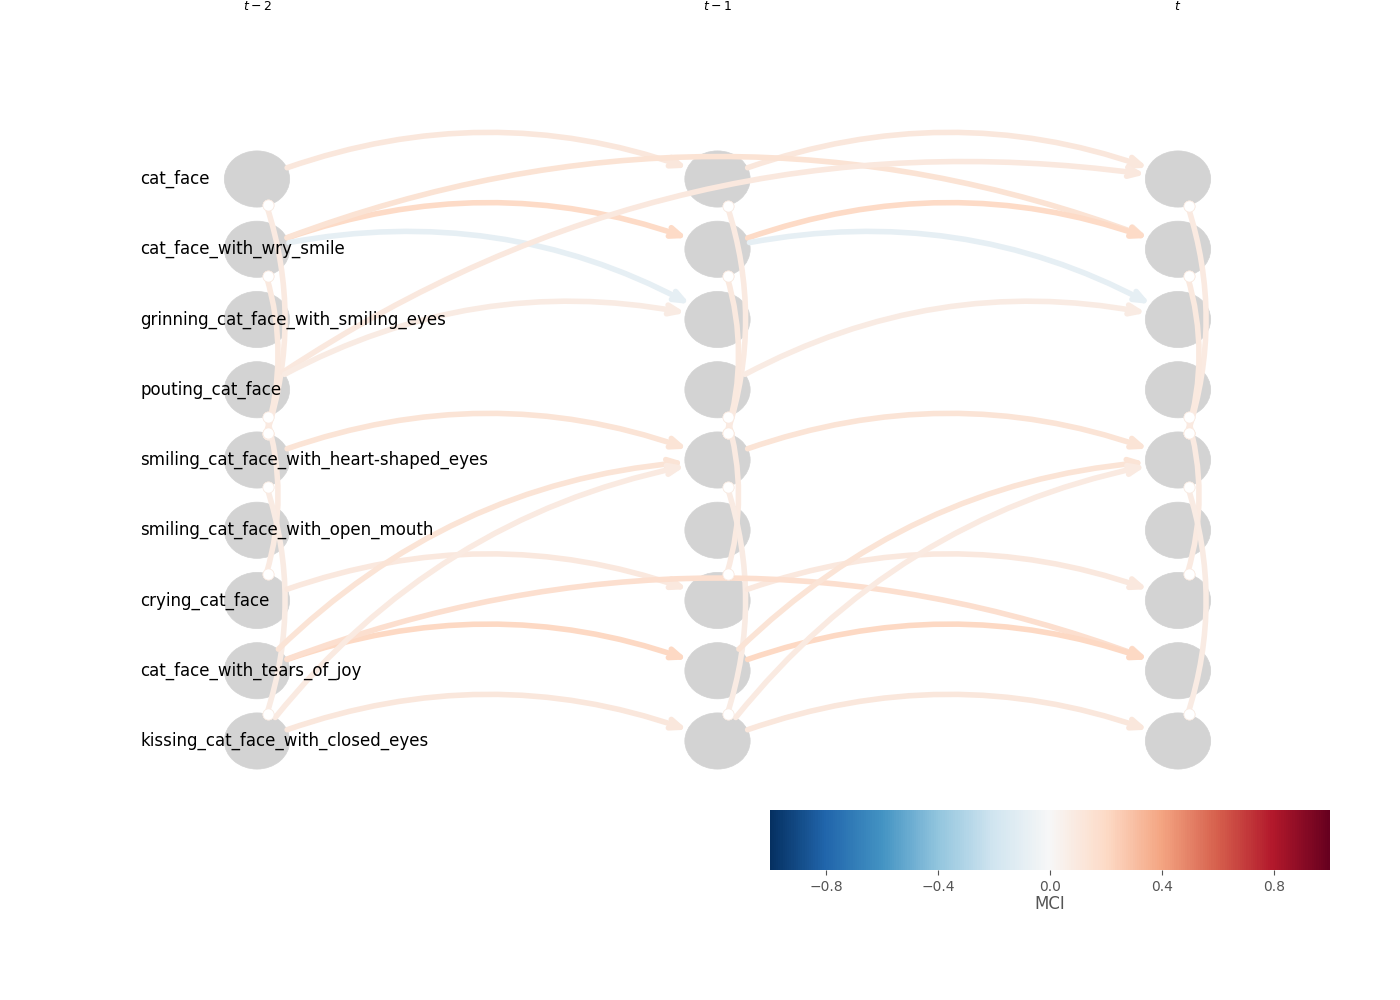 t − 2 t − 1 t
cat_face
cat_face_with_wry_smile
grinning_cat_face_with_smiling_eyes
pouting_cat_face
smiling_cat_face_with_heart-shaped_eyes
smiling_cat_face_with_open_mouth
crying_cat_face
cat_face_with_tears_of_joy
kissing_cat_face_with_closed_eyes
−0.8 −0.4 0.0 0.4 0.8
MCI